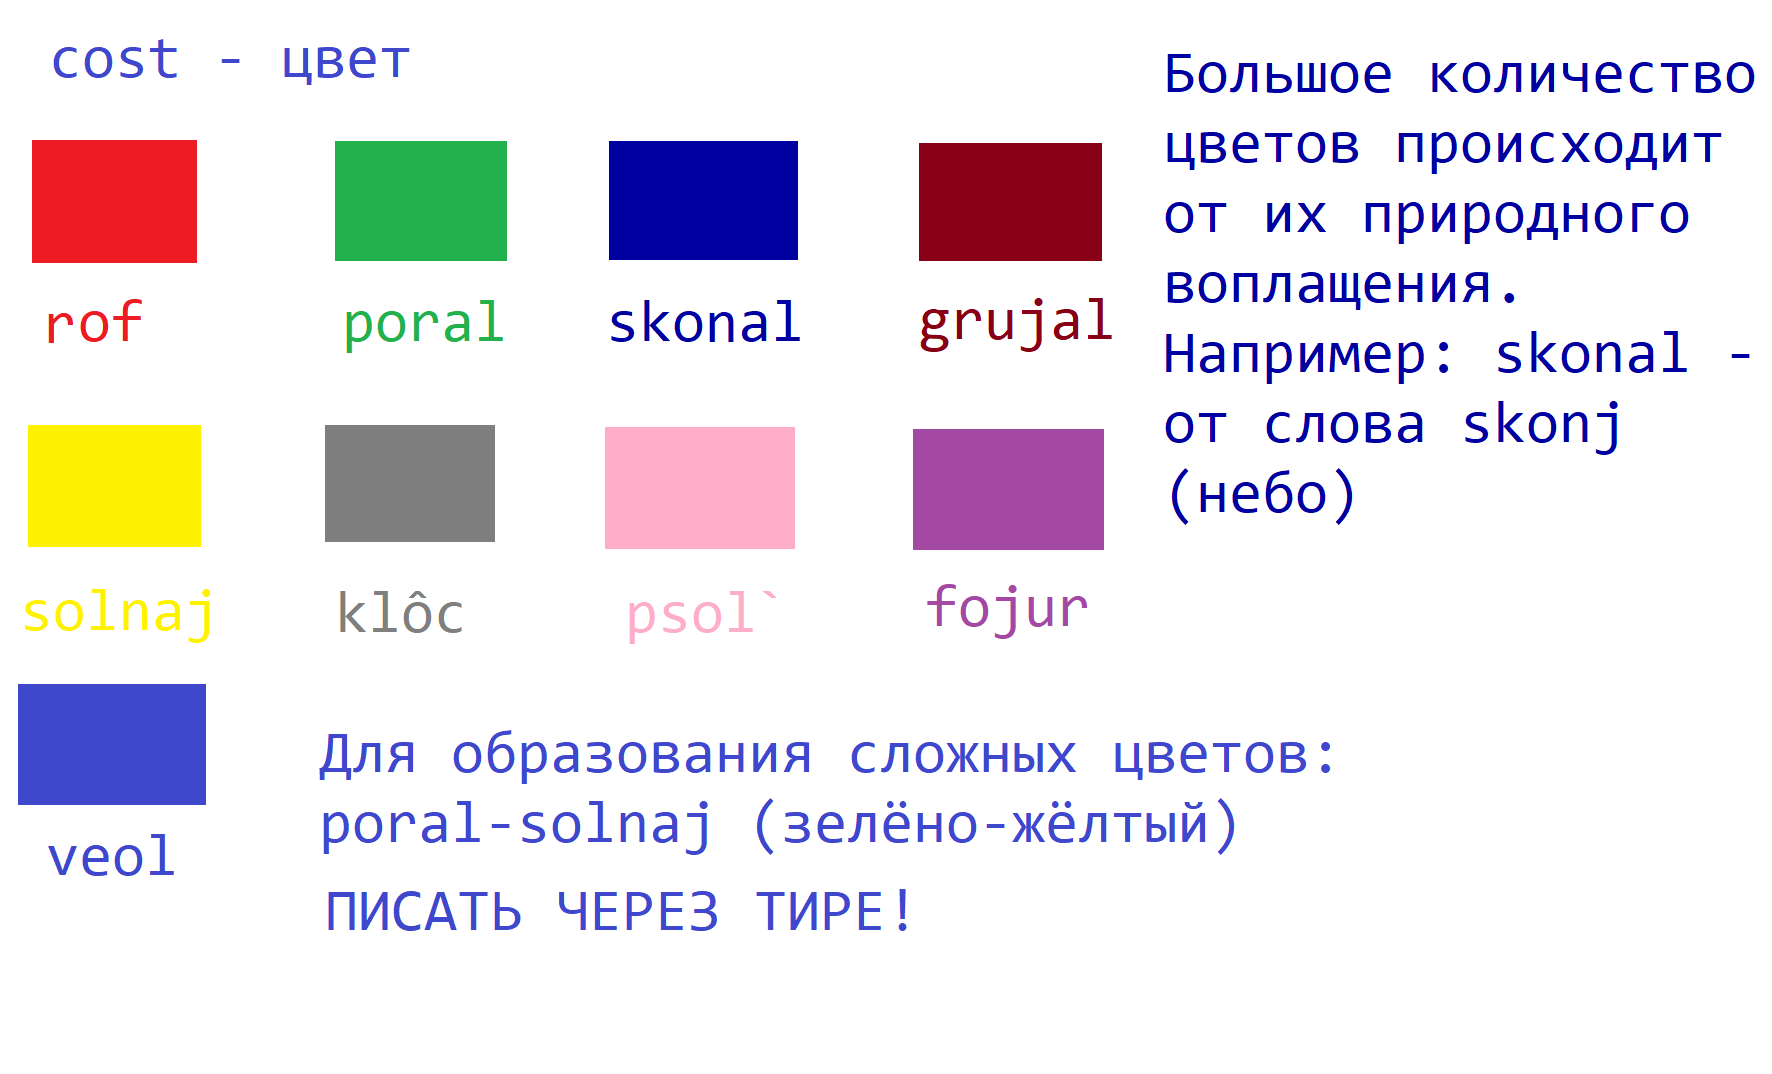 cost - цвет
Большое количество
цветов происходит
от их природного
воплащения.
Например: skonal -
от слова skonj
(небо)
rof
poral
skonal
grujal
solnaj
klôc
psol`
fojur
veol
Для образования сложных цветов:
poral-solnaj (зелёно-жёлтый)
ПИСАТЬ ЧЕРЕЗ ТИРЕ!